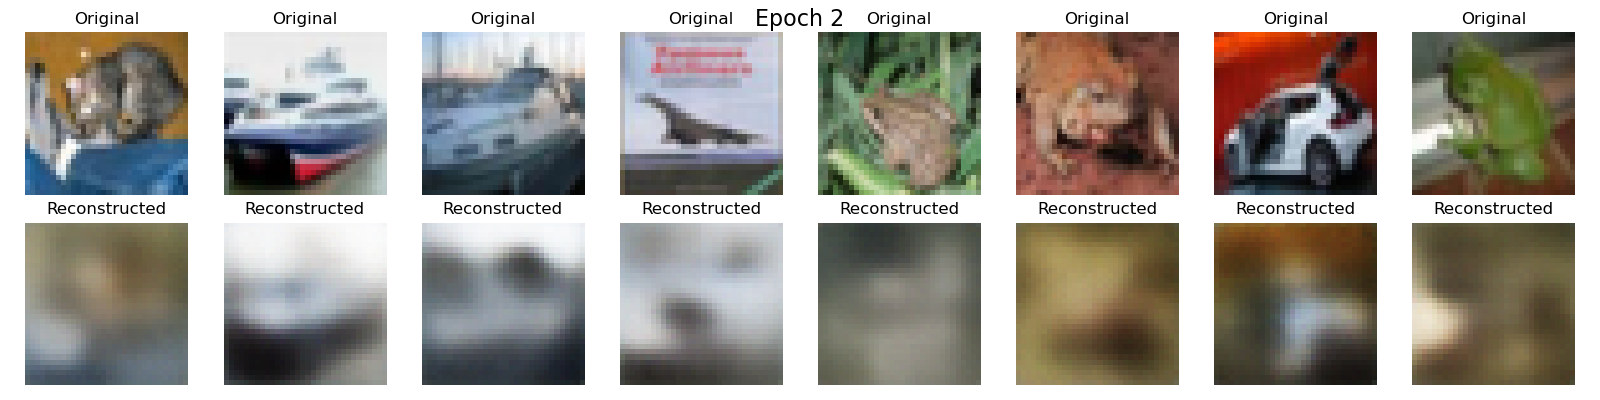 Epoch 2
Original Original Original Original Original Original Original Original
Reconstructed Reconstructed Reconstructed Reconstructed Reconstructed Reconstructed Reconstructed Reconstructed